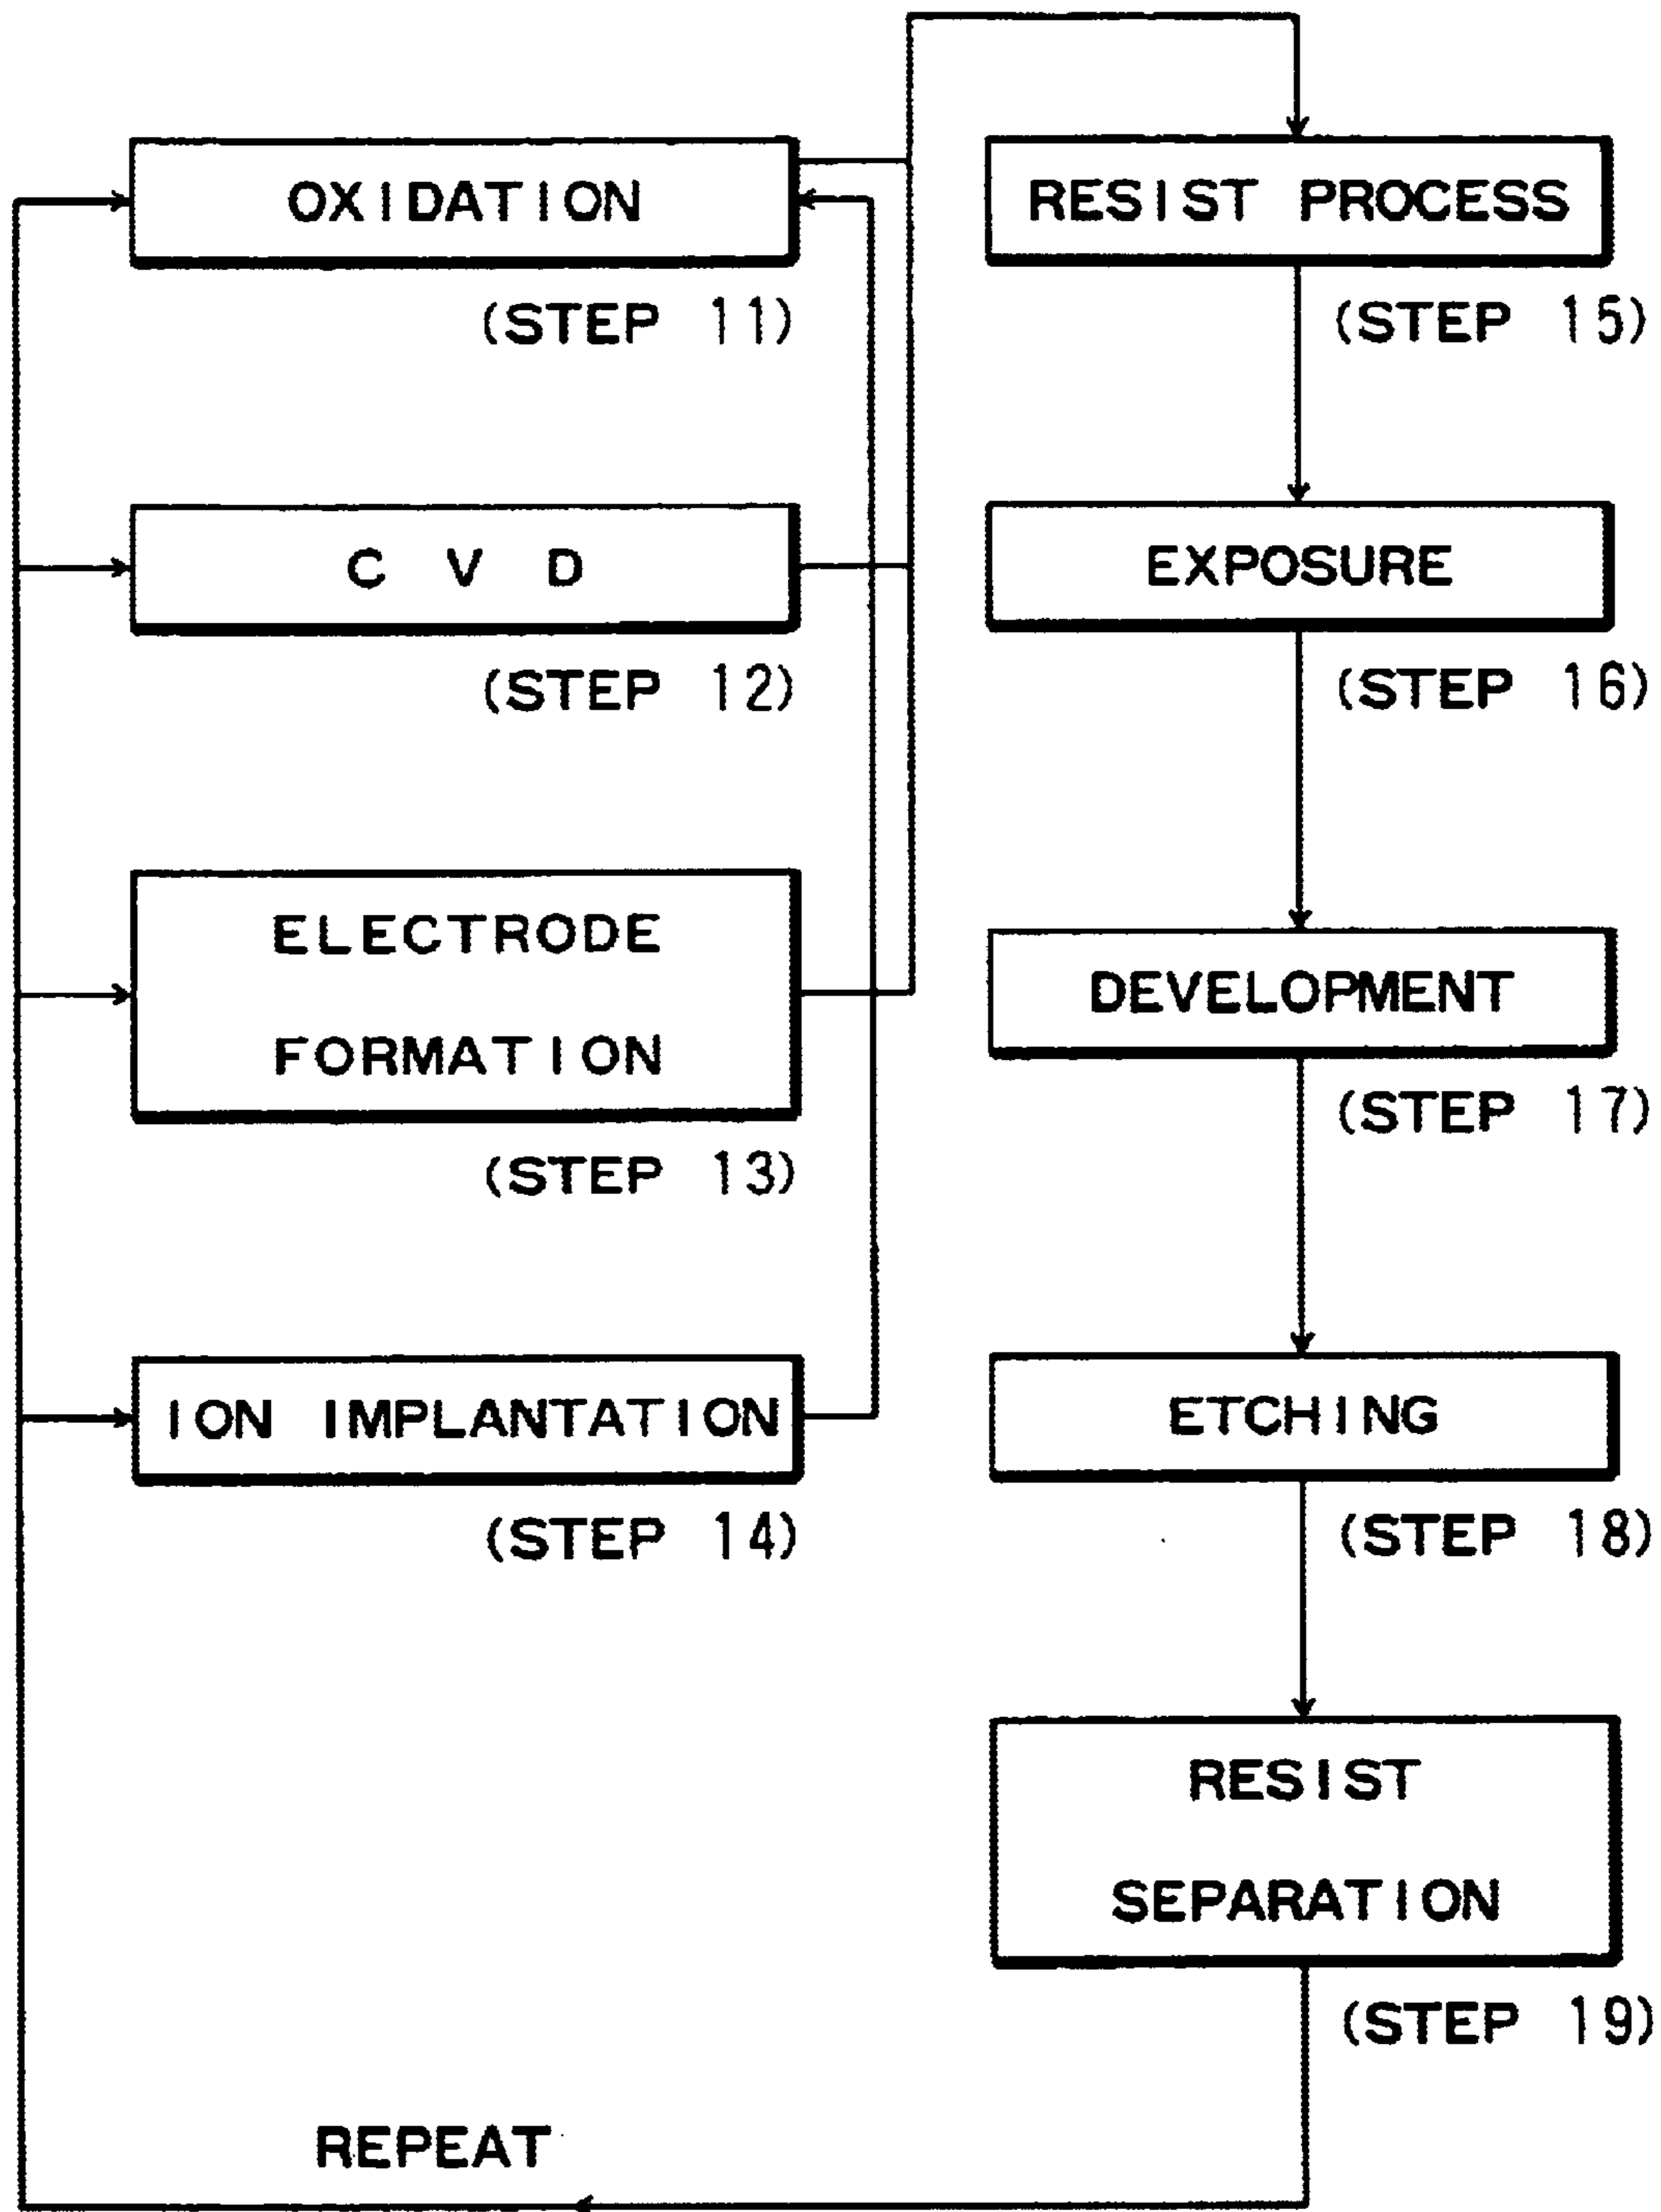 OXIDATION
(STEP 11)
C V D
(STEP 12)
ELECTRODE
FORMATION
(STEP 13)
ION IMPLANTATION
(STEP 14)
RESIST PROCESS
(STEP 15)
EXPOSURE
(STEP 16)
DEVELOPMENT
(STEP 17)
ETCHING
(STEP 18)
RESIST
SEPARATION
(STEP 19)
REPEAT